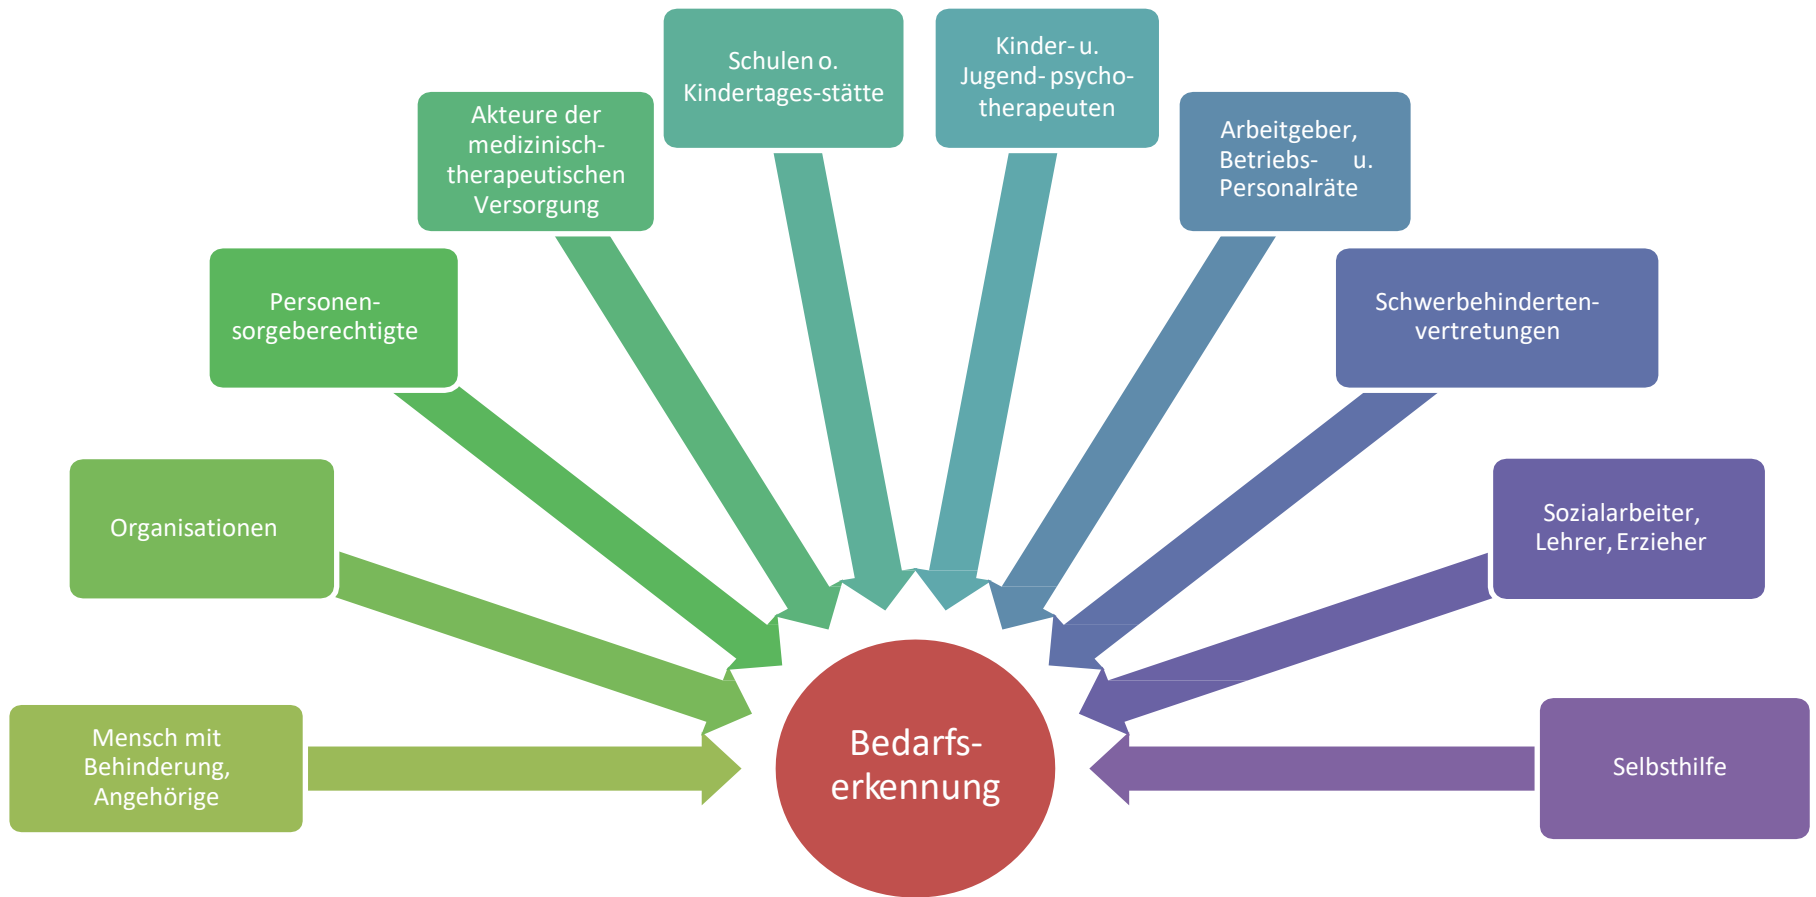 Schulen o.
Kindertages-stätte
Kinder- u.
Jugend- psycho-
therapeuten
Akteure der
medizinisch-
therapeutischen
Versorgung
Arbeitgeber,
Betriebs- u.
Personalräte
Personen-
sorgeberechtigte
Schwerbehinderten-
vertretungen
Organisationen
Sozialarbeiter,
Lehrer, Erzieher
Mensch mit
Behinderung,
Angehörige
Bedarfs-
erkennung
Selbsthilfe